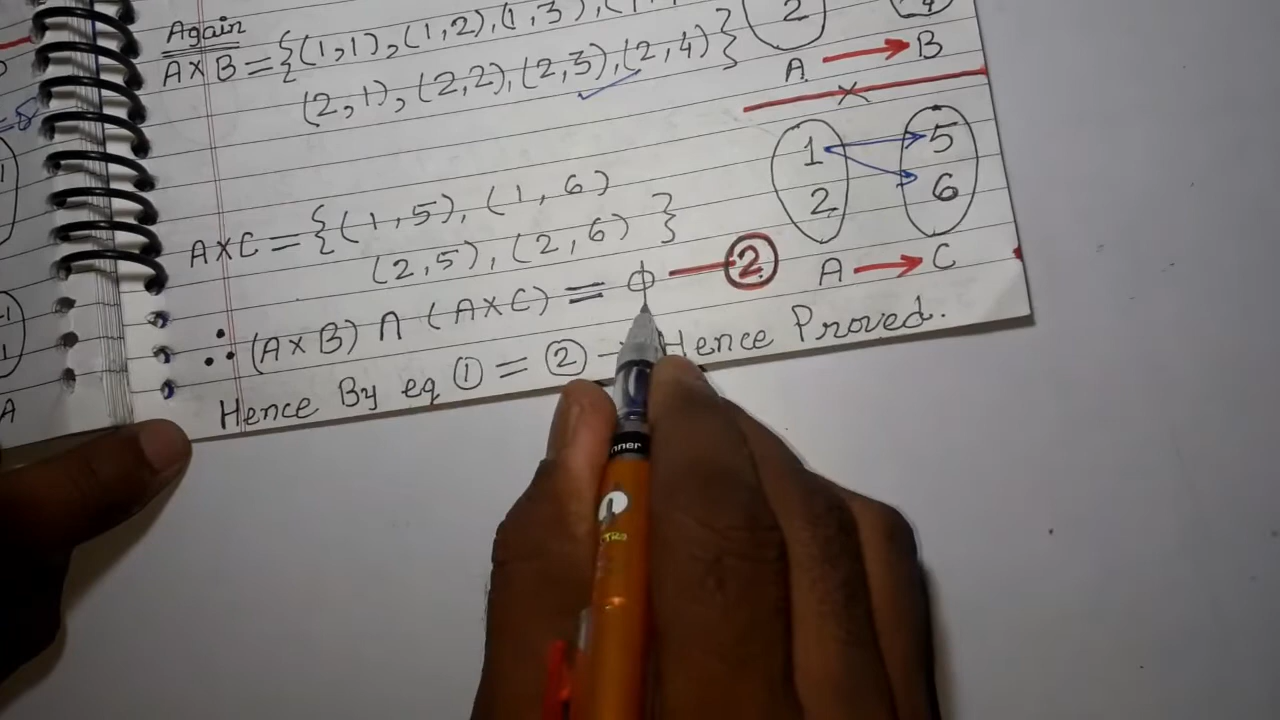 Again
A×B = {(1,1),(1,2),(1,3),
(2,1),(2,2),(2,3),(2,4)}
2
A → B
×
A×C = {(1,5),(1,6)
(2,5),(2,6)}
1 5
2 6
A → C
∴ (A×B) ∩ (A×C) = ϕ — ②
Hence By eq ① = ② → Hence Proved.
A
nner